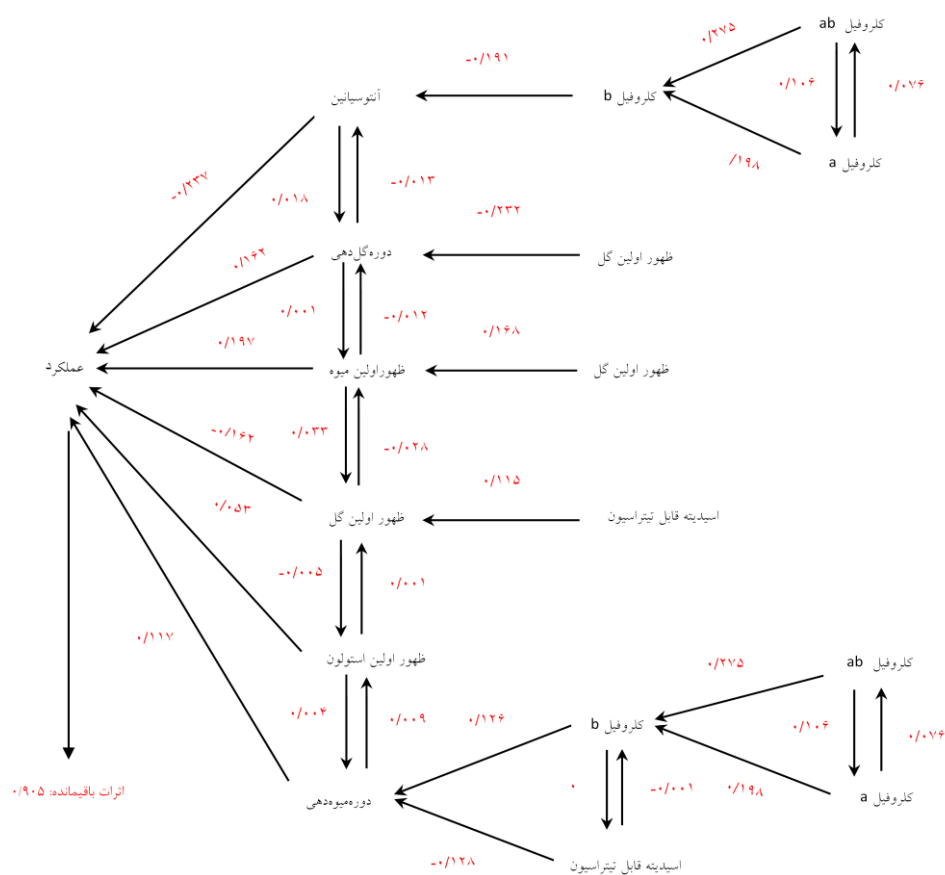 کلروفیل ab
۰/۲۷۵
-۰/۱۹۱
۰/۱۰۶
۰/۰۷۶
آنتوسیانین
کلروفیل b
کلروفیل a
/۱۹۸
-۰/۲۳۷
۰/۰۱۸
-۰/۰۱۳
-۰/۲۳۲
دوره‌گل‌دهی
ظهور اولین گل
۰/۱۶۲
۰/۰۰۱
-۰/۰۱۲
۰/۱۶۸
۰/۱۹۷
عملکرد
ظهوراولین میوه
ظهور اولین گل
-۰/۱۶۲
۰/۰۳۳
-۰/۰۲۸
۰/۱۱۵
۰/۰۵۳
ظهور اولین گل
اسیدیته قابل تیتراسیون
-۰/۰۰۵
۰/۰۰۱
۰/۱۱۷
ظهور اولین استولون
۰/۲۷۵
کلروفیل ab
۰/۰۰۴
۰/۰۰۹
۰/۱۲۶
کلروفیل b
۰/۱۰۶
۰/۰۷۶
اثرات باقیمانده: ۰/۹۰۵
دوره‌میوه‌دهی
۰
-۰/۰۰۱
۰/۱۹۸
کلروفیل a
-۰/۱۲۸
اسیدیته قابل تیتراسیون